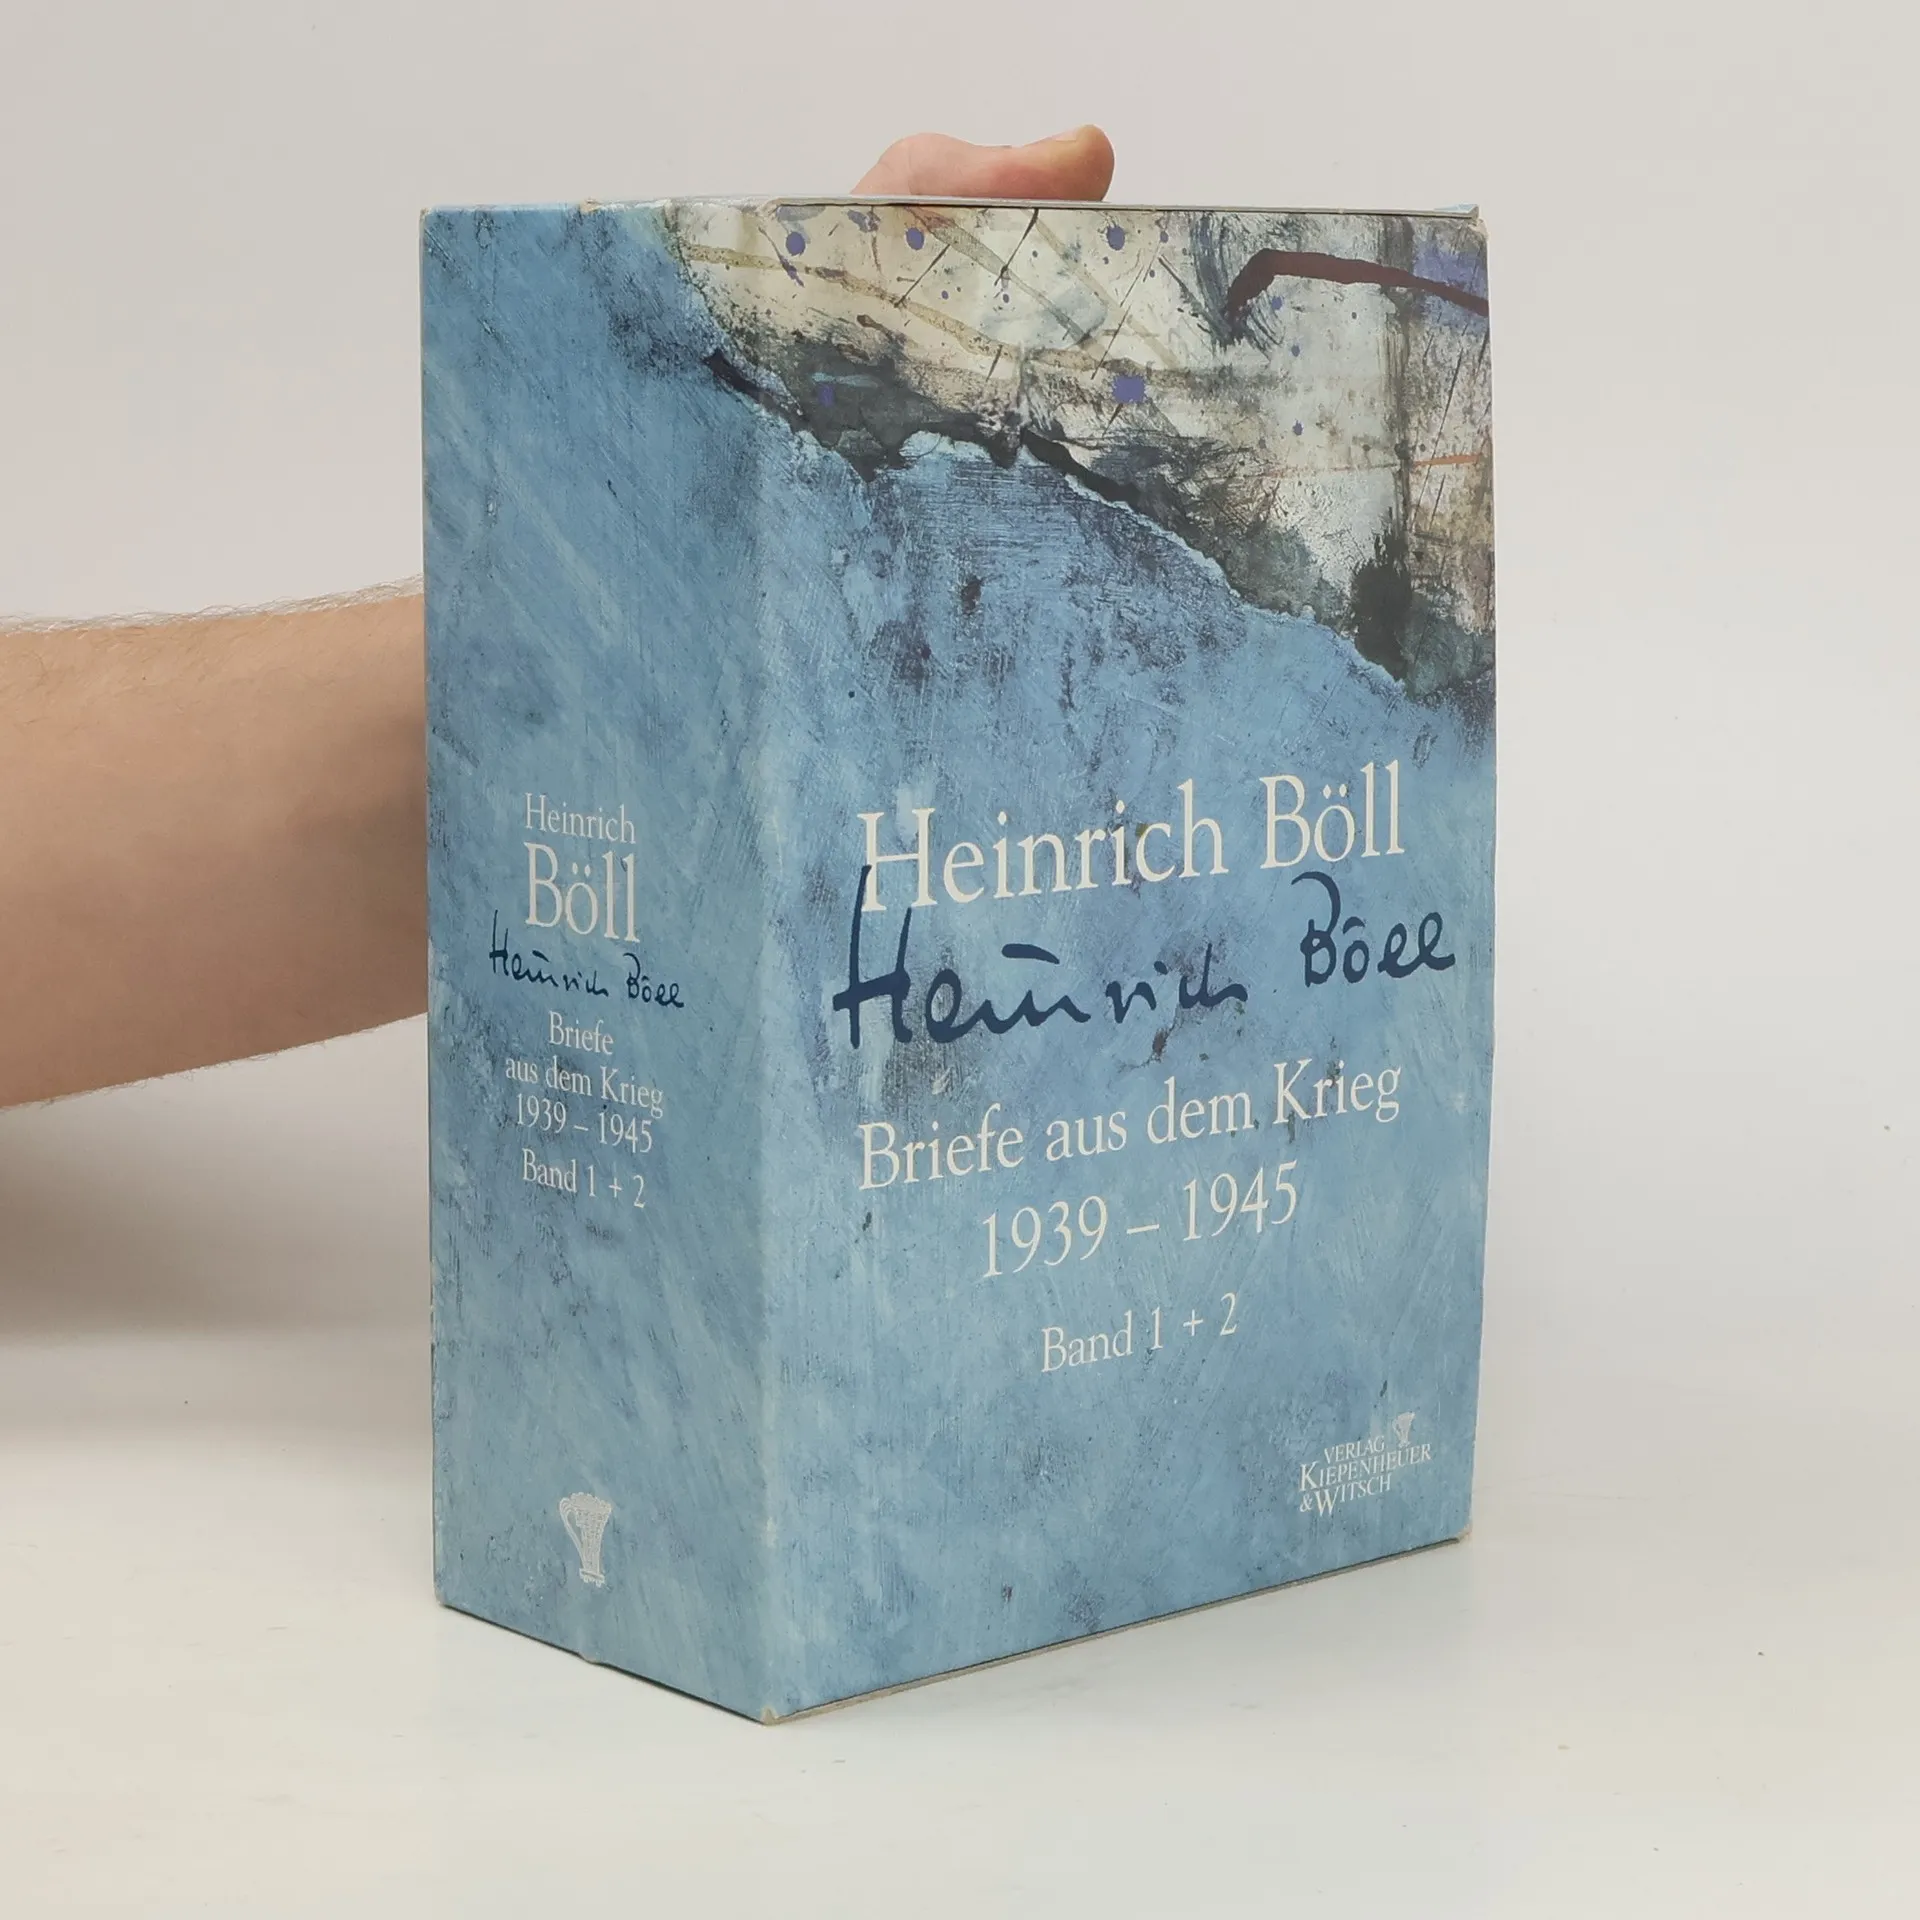 Heinrich
Böll
Heinrich Böll
Briefe
aus dem Krieg
1939 – 1945
Band 1 + 2
Heinrich Böll
Heinrich Böll
Briefe aus dem Krieg
1939 – 1945
Band 1 + 2
VERLAG
KIEPENHEUER
&WITSCH